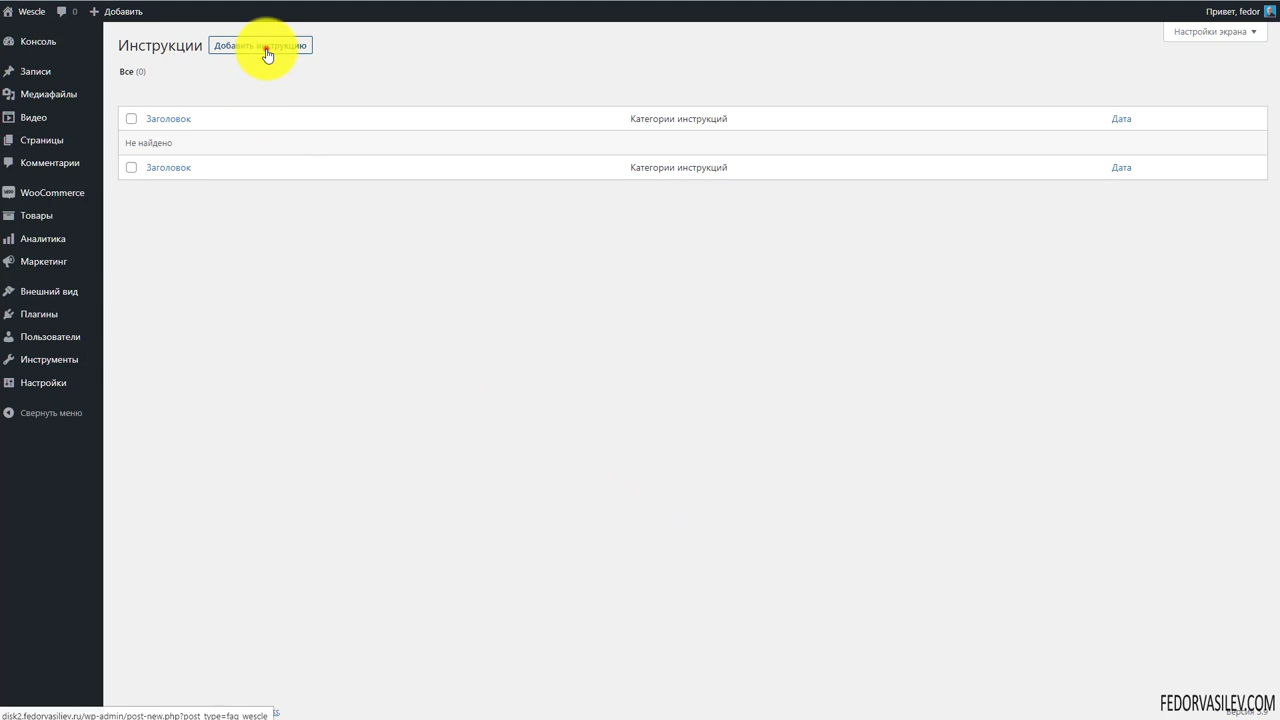 Wescle 0 Добавить Привет, fedor
Настройки экрана
Консоль
Записи
Медиафайлы
Видео
Страницы
Комментарии
WooCommerce
Товары
Аналитика
Маркетинг
Внешний вид
Плагины
Пользователи
Инструменты
Настройки
Свернуть меню
Инструкции Добавить инструкцию
Все (0)
Заголовок Категории инструкций Дата
Не найдено
Заголовок Категории инструкций Дата
FEDORVASILEV.COM
disk2.fedorvasiliev.ru/wp-admin/post-new.php?post_type=faq_wescle